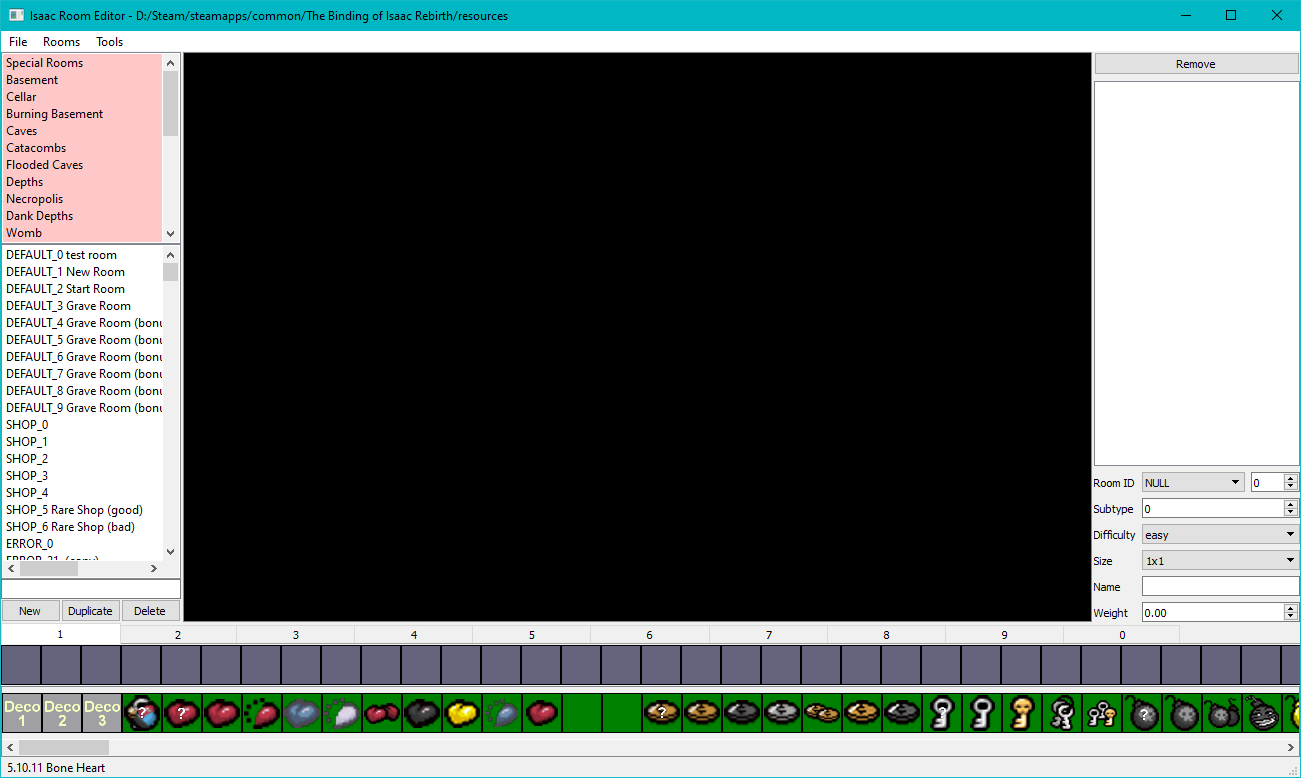 Isaac Room Editor - D:/Steam/steamapps/common/The Binding of Isaac Rebirth/resources
File Rooms Tools
Special Rooms
Basement
Cellar
Burning Basement
Caves
Catacombs
Flooded Caves
Depths
Necropolis
Dank Depths
Womb
DEFAULT_0 test room
DEFAULT_1 New Room
DEFAULT_2 Start Room
DEFAULT_3 Grave Room
DEFAULT_4 Grave Room (bonu
DEFAULT_5 Grave Room (bonu
DEFAULT_6 Grave Room (bonu
DEFAULT_7 Grave Room (bonu
DEFAULT_8 Grave Room (bonu
DEFAULT_9 Grave Room (bonu
SHOP_0
SHOP_1
SHOP_2
SHOP_3
SHOP_4
SHOP_5 Rare Shop (good)
SHOP_6 Rare Shop (bad)
ERROR_0
New Duplicate Delete
Remove
Room ID NULL 0
Subtype 0
Difficulty easy
Size 1x1
Name
Weight 0.00
1 2 3 4 5 6 7 8 9 0
Deco 1 Deco 2 Deco 3 ? ? ? ? ?
5.10.11 Bone Heart